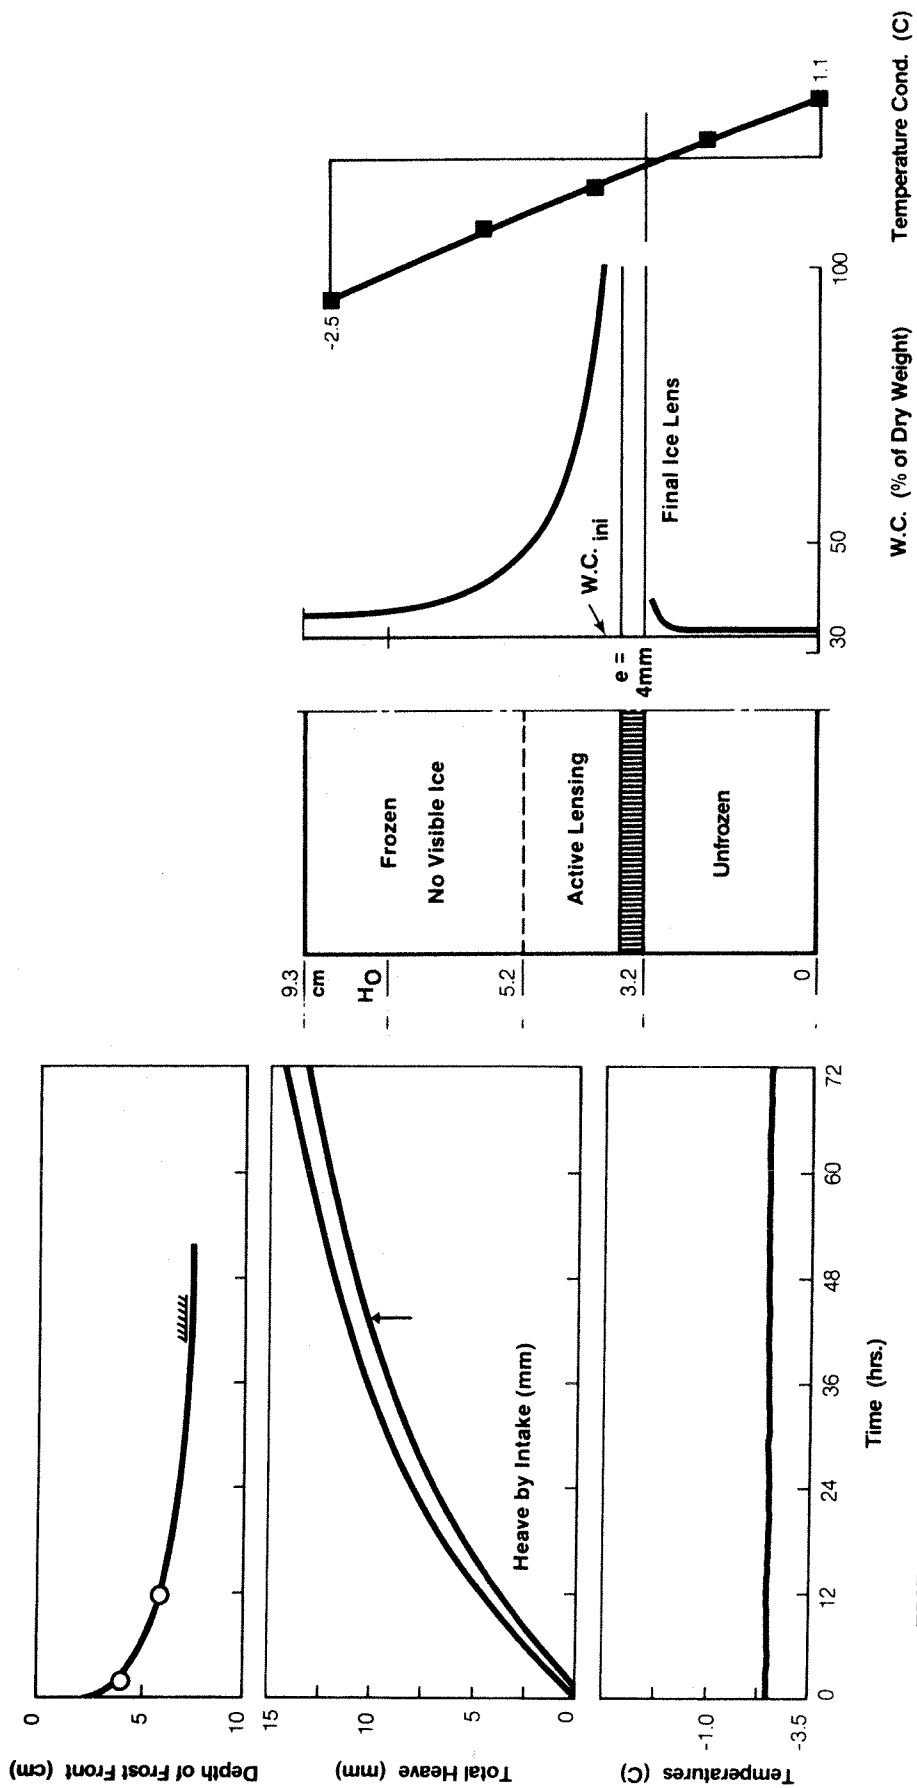 0
5
10
Depth of Frost Front (cm)
15
10
5
0
Total Heave (mm)
Heave by Intake (mm)
-1.0
-3.5
Temperatures (C)
0
12
24
36
48
60
72
Time (hrs.)
9.3
cm
HO
5.2
3.2
0
Frozen
No Visible Ice
Active Lensing
Unfrozen
e =
4mm
W.C. ini
Final Ice Lens
30
50
100
W.C. (% of Dry Weight)
-2.5
1.1
Temperature Cond. (C)